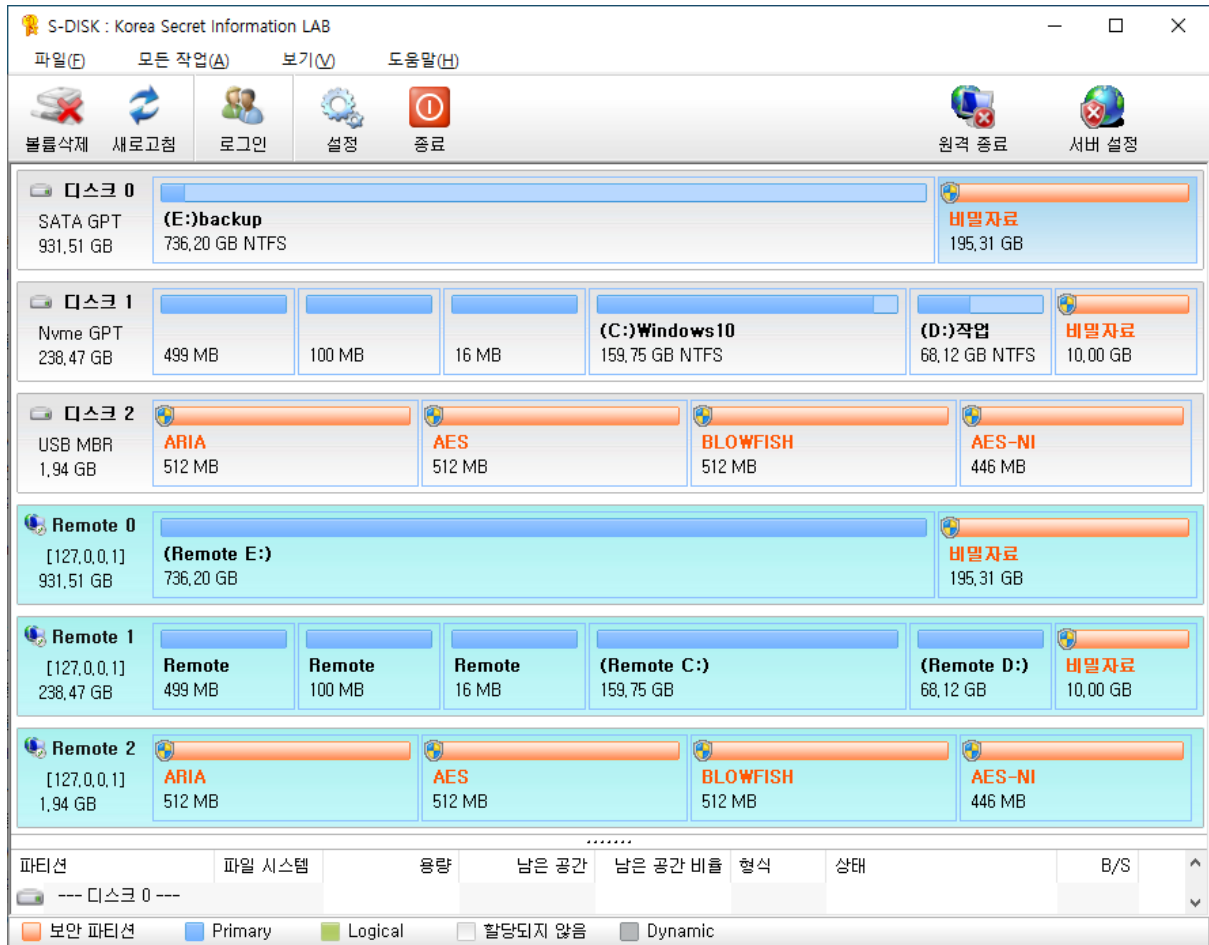 S-DISK : Korea Secret Information LAB
파일(F) 모든 작업(A) 보기(V) 도움말(H)
볼륨삭제 새로고침 로그인 설정 종료 원격 종료 서버 설정
디스크 0
SATA GPT
931,51 GB
(E:)backup
736,20 GB NTFS
비밀자료
195,31 GB
디스크 1
Nvme GPT
238,47 GB
499 MB
100 MB
16 MB
(C:)₩indows10
159,75 GB NTFS
(D:)작업
68,12 GB NTFS
비밀자료
10,00 GB
디스크 2
USB MBR
1,94 GB
ARIA
512 MB
AES
512 MB
BLO₩FISH
512 MB
AES-NI
446 MB
Remote 0
[127,0,0,1]
931,51 GB
(Remote E:)
736,20 GB
비밀자료
195,31 GB
Remote 1
[127,0,0,1]
238,47 GB
Remote
499 MB
Remote
100 MB
Remote
16 MB
(Remote C:)
159,75 GB
(Remote D:)
68,12 GB
비밀자료
10,00 GB
Remote 2
[127,0,0,1]
1,94 GB
ARIA
512 MB
AES
512 MB
BLO₩FISH
512 MB
AES-NI
446 MB
파티션 파일 시스템 용량 남은 공간 남은 공간 비율 형식 상태 B/S
--- 디스크 0 ---
보안 파티션 Primary Logical 할당되지 않음 Dynamic